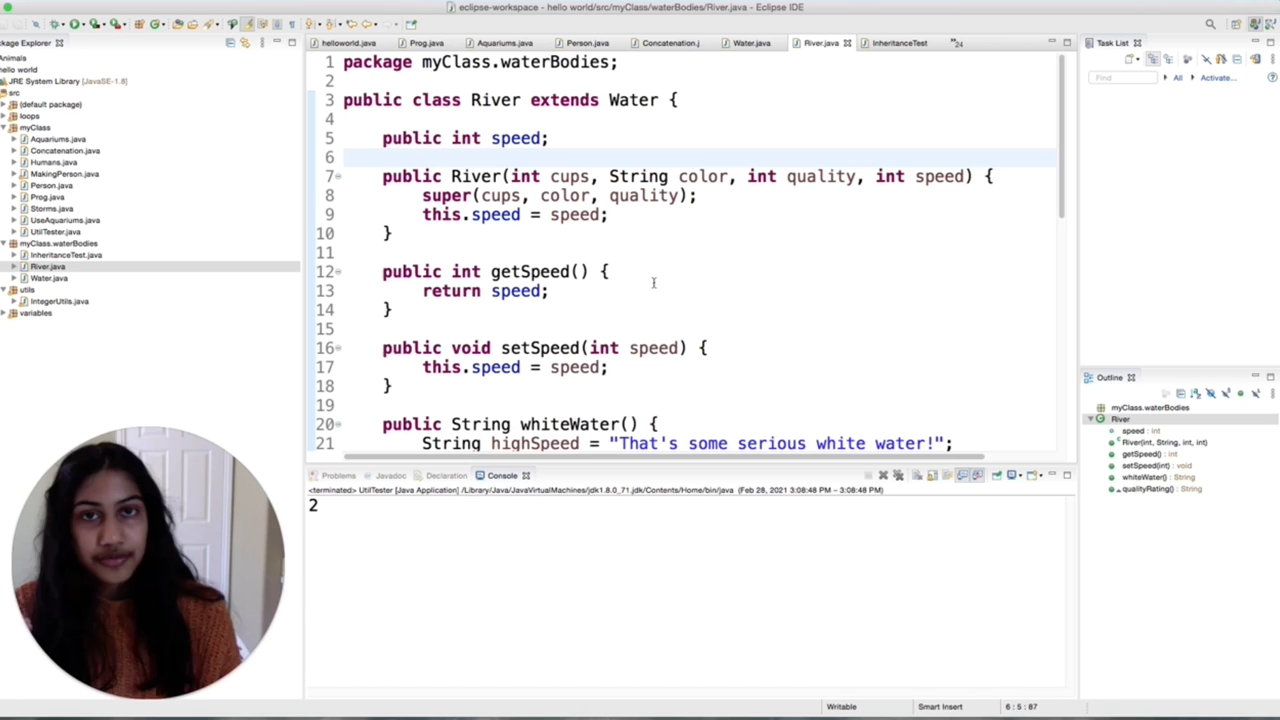 eclipse-workspace - hello world/src/myClass/waterBodies/River.java - Eclipse IDE
Package Explorer
Animals
hello world
JRE System Library [JavaSE-1.8]
src
(default package)
loops
myClass
Aquariums.java
Concatenation.java
Humans.java
MakingPerson.java
Person.java
Prog.java
Storms.java
UseAquariums.java
UtilTester.java
myClass.waterBodies
InheritanceTest.java
River.java
Water.java
utils
IntegerUtils.java
variables
helloworld.java Prog.java Aquariums.java Person.java Concatenation.j Water.java River.java InheritanceTest 24
1 package myClass.waterBodies;
2
3 public class River extends Water {
4
5 public int speed;
6
7 public River(int cups, String color, int quality, int speed) {
8 super(cups, color, quality);
9 this.speed = speed;
10 }
11
12 public int getSpeed() {
13 return speed;
14 }
15
16 public void setSpeed(int speed) {
17 this.speed = speed;
18 }
19
20 public String whiteWater() {
21 String highSpeed = "That's some serious white water!";
Problems Javadoc Declaration Console
<terminated> UtilTester [Java Application] /Library/Java/JavaVirtualMachines/jdk1.8.0_71.jdk/Contents/Home/bin/java (Feb 28, 2021 3:08:48 PM – 3:08:48 PM)
2
Task List
Find All Activate...
Outline
myClass.waterBodies
River
speed : int
River(int, String, int, int)
getSpeed() : int
setSpeed(int) : void
whiteWater() : String
qualityRating() : String
Writable Smart Insert 6 : 5 : 87